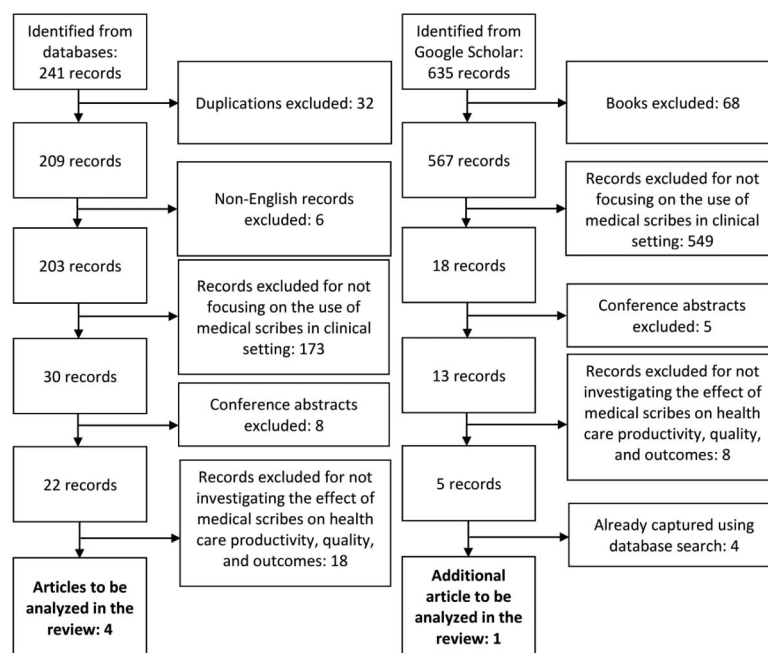 Identified from
databases:
241 records
Duplications excluded: 32
209 records
Non-English records
excluded: 6
203 records
Records excluded for not
focusing on the use of
medical scribes in clinical
setting: 173
30 records
Conference abstracts
excluded: 8
22 records
Records excluded for not
investigating the effect of
medical scribes on health
care productivity, quality,
and outcomes: 18
Articles to be
analyzed in the
review: 4
Identified from
Google Scholar:
635 records
Books excluded: 68
567 records
Records excluded for not
focusing on the use of
medical scribes in clinical
setting: 549
18 records
Conference abstracts
excluded: 5
13 records
Records excluded for not
investigating the effect of
medical scribes on health
care productivity, quality,
and outcomes: 8
5 records
Already captured using
database search: 4
Additional
article to be
analyzed in the
review: 1